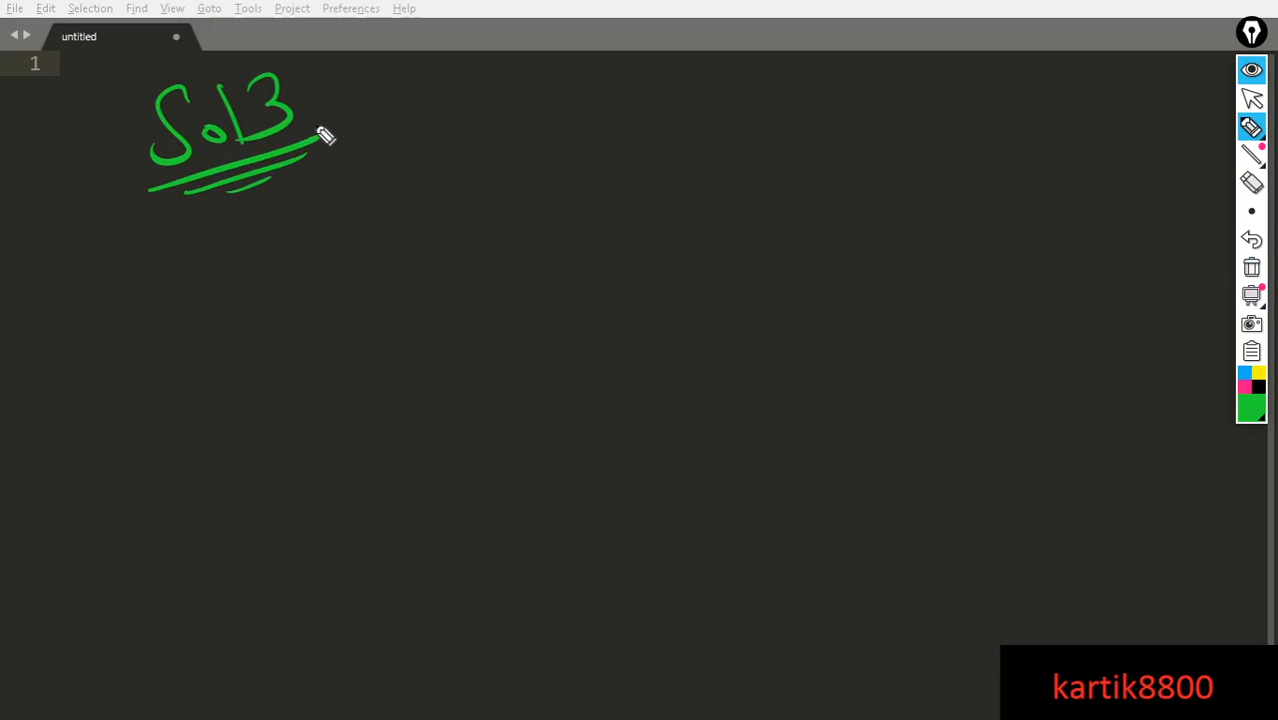 File Edit Selection Find View Goto Tools Project Preferences Help
untitled
1
Sol3
kartik8800